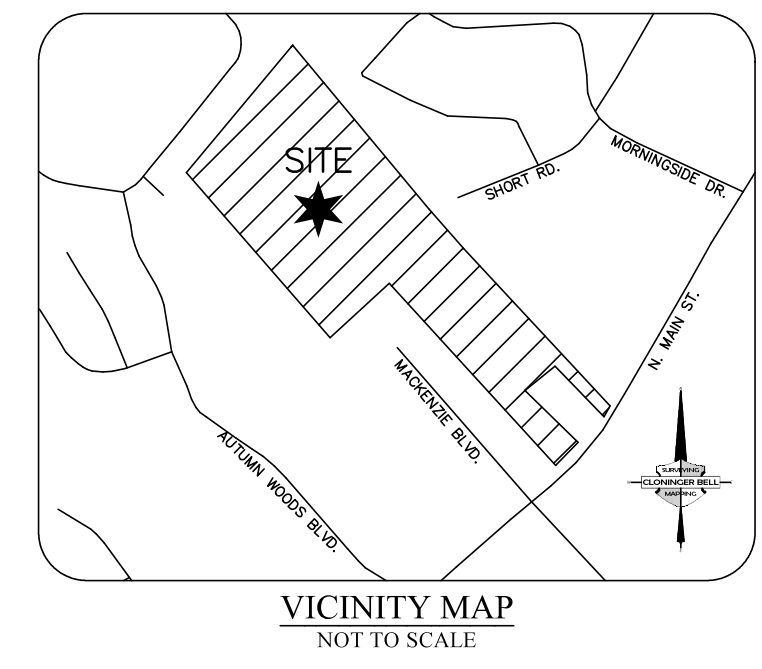 SITE
MORNINGSIDE DR.
SHORT RD.
N. MAIN ST.
MACKENZIE BLVD.
AUTUMN WOODS BLVD.
SURVEYING
CLONINGER BELL
MAPPING
VICINITY MAP
NOT TO SCALE